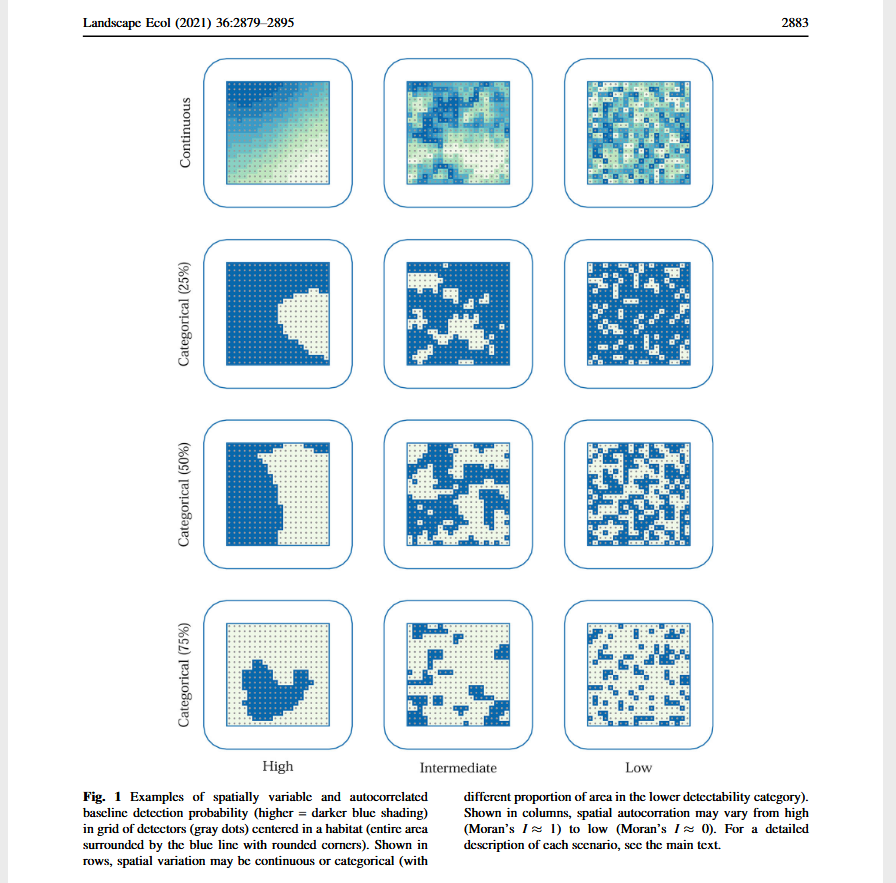 Landscape Ecol (2021) 36:2879–2895
2883
Continuous
Categorical (25%)
Categorical (50%)
Categorical (75%)
High
Intermediate
Low
Fig. 1 Examples of spatially variable and autocorrelated
baseline detection probability (higher = darker blue shading)
in grid of detectors (gray dots) centered in a habitat (entire area
surrounded by the blue line with rounded corners). Shown in
rows, spatial variation may be continuous or categorical (with
different proportion of area in the lower detectability category).
Shown in columns, spatial autocorration may vary from high
(Moran's I ≈ 1) to low (Moran's I ≈ 0). For a detailed
description of each scenario, see the main text.